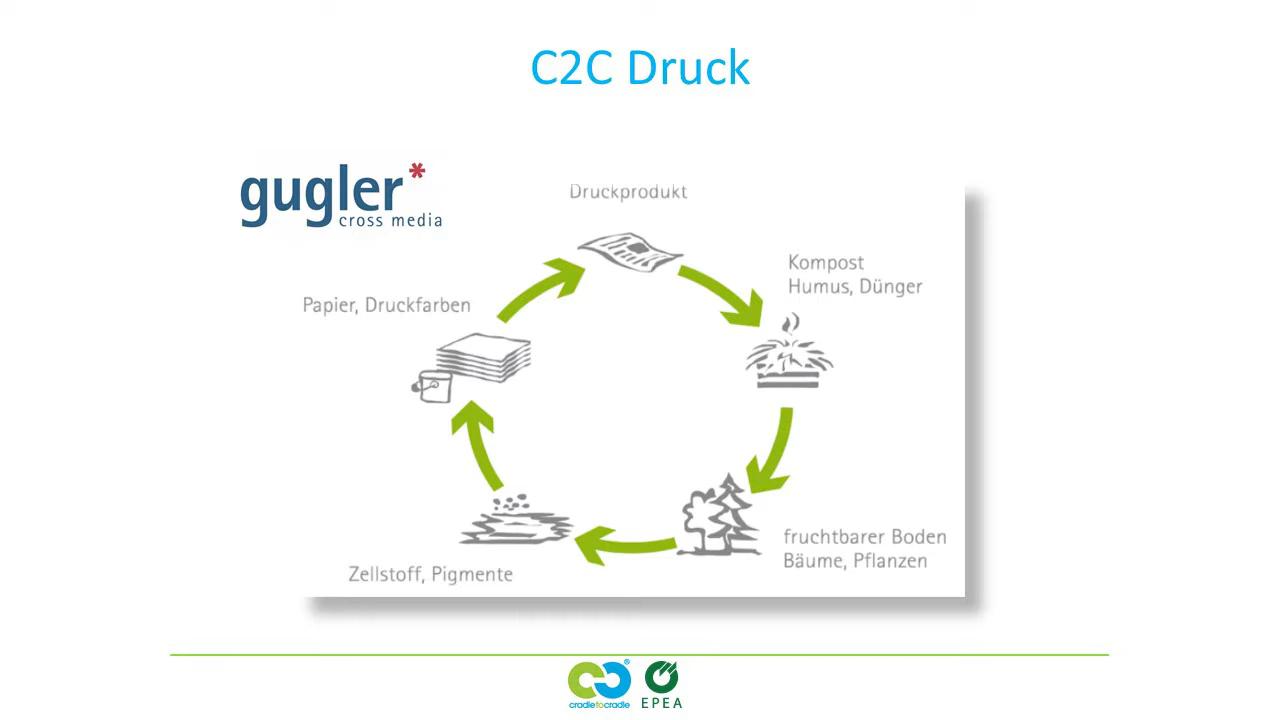 C2C Druck
gugler*
cross media
Druckprodukt
Kompost
Humus, Dünger
Papier, Druckfarben
fruchtbarer Boden
Bäume, Pflanzen
Zellstoff, Pigmente
cradletocradle
®
EPEA